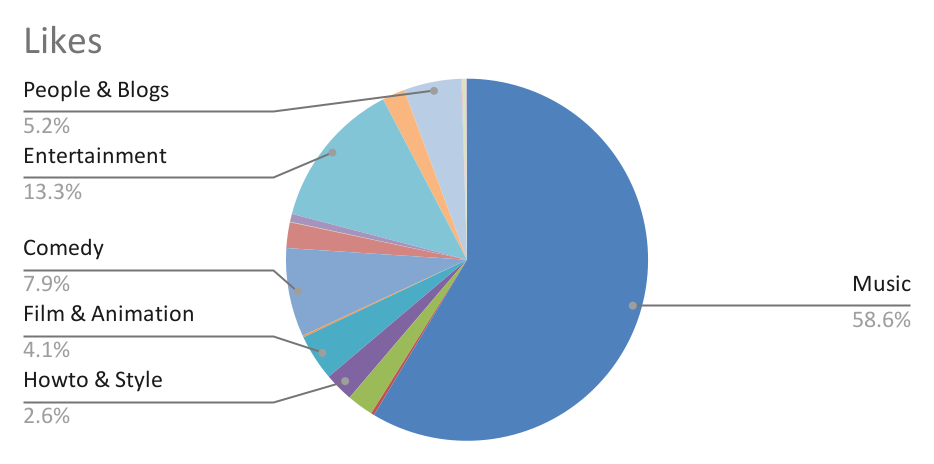 Likes
People & Blogs
5.2%
Entertainment
13.3%
Comedy
7.9%
Film & Animation
4.1%
Howto & Style
2.6%
Music
58.6%